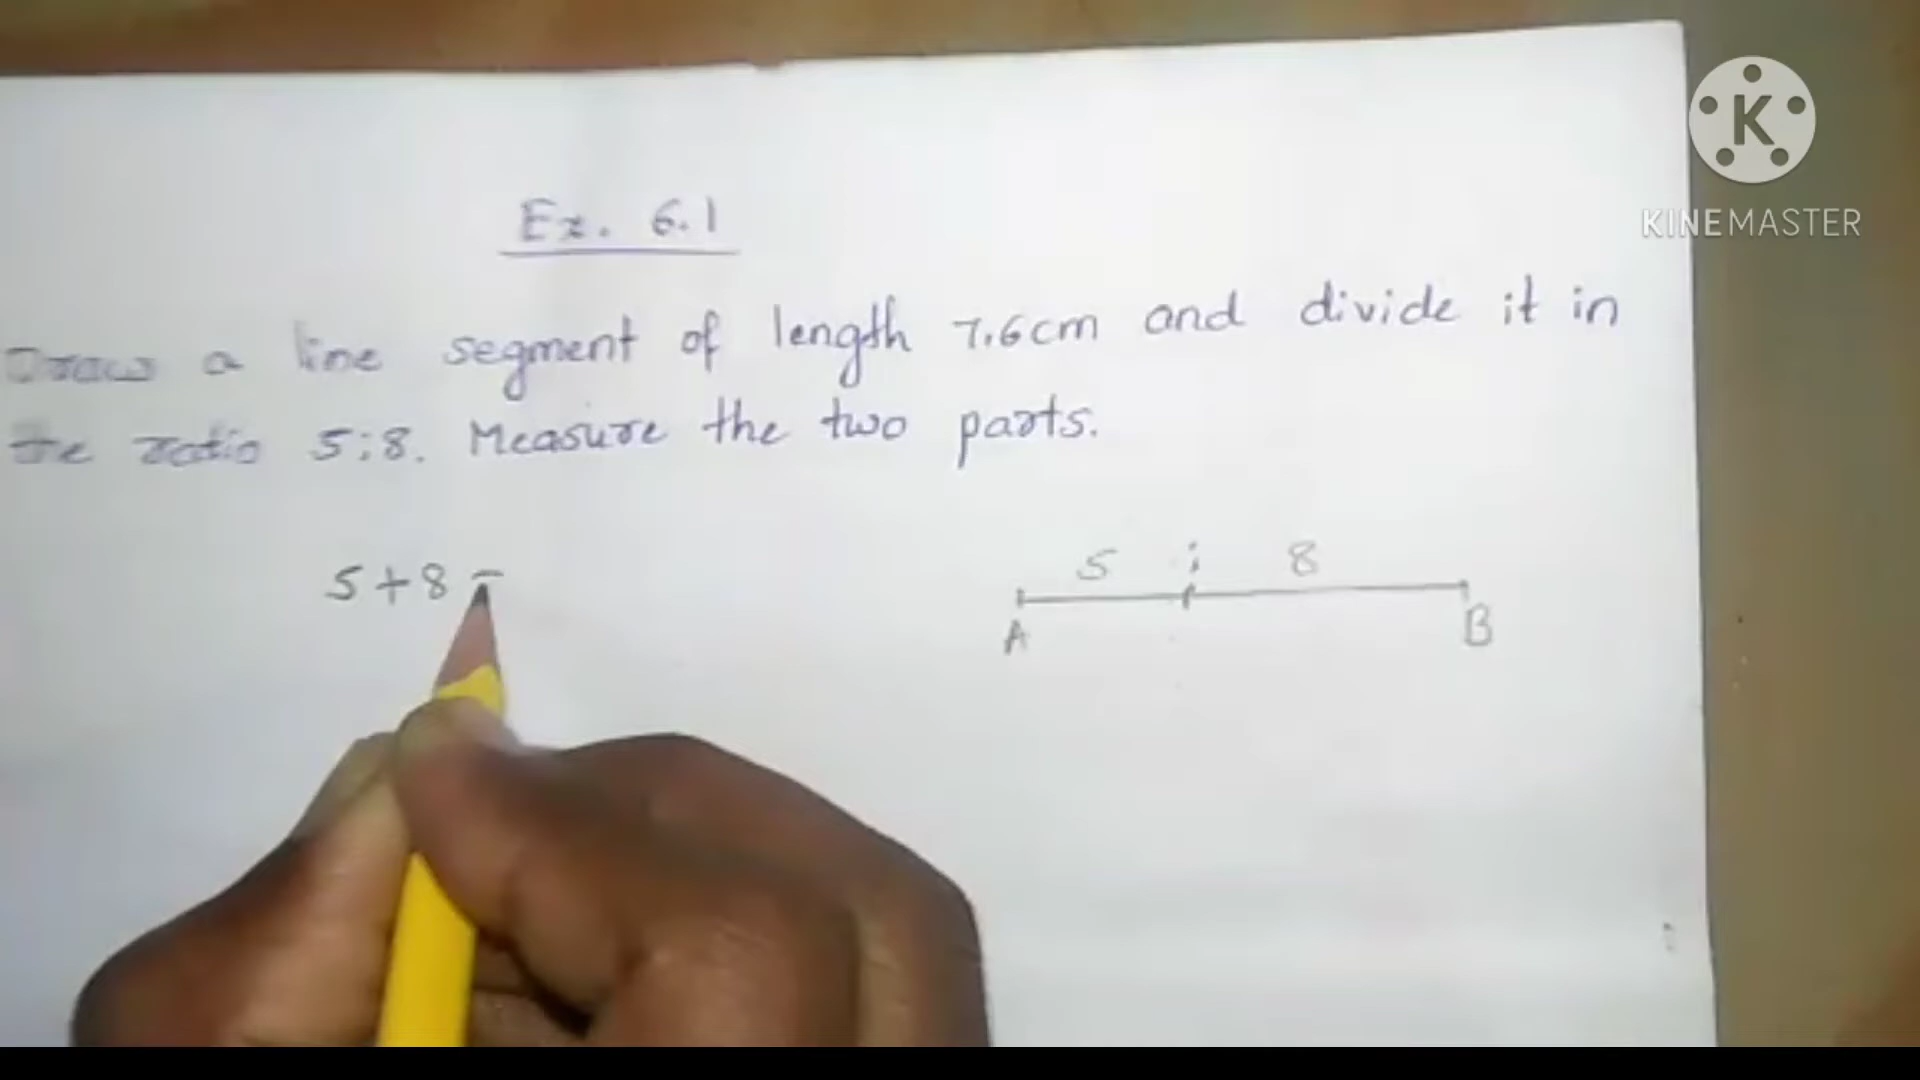 K
KINEMASTER
Ex. 6.1
Draw a line segment of length 7.6cm and divide it in
the ratio 5:8. Measure the two parts.
5+8 =
5 : 8
A B